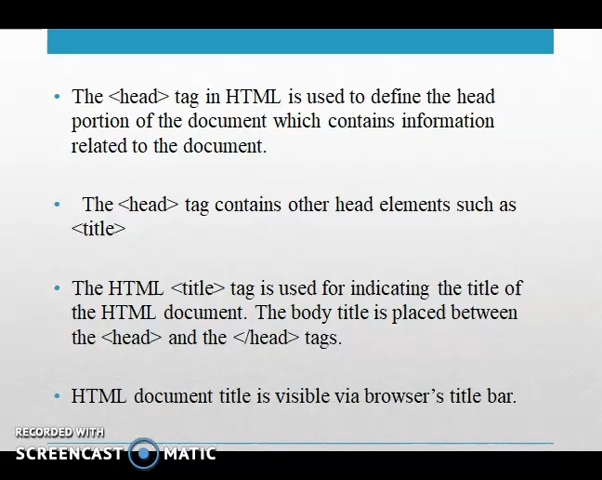 • The <head> tag in HTML is used to define the head
portion of the document which contains information
related to the document.
• The <head> tag contains other head elements such as
<title>
• The HTML <title> tag is used for indicating the title of
the HTML document. The body title is placed between
the <head> and the </head> tags.
• HTML document title is visible via browser’s title bar.
RECORDED WITH
SCREENCAST MATIC